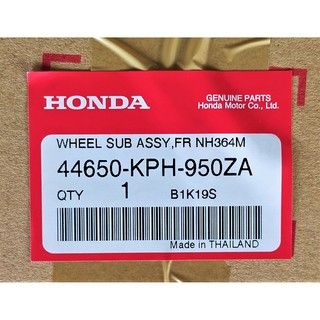 HONDA
GENUINE PARTS
Honda Motor Co., Ltd.
WHEEL SUB ASSY,FR NH364M
44650-KPH-950ZA
QTY 1 B1K19S
Made in THAILAND